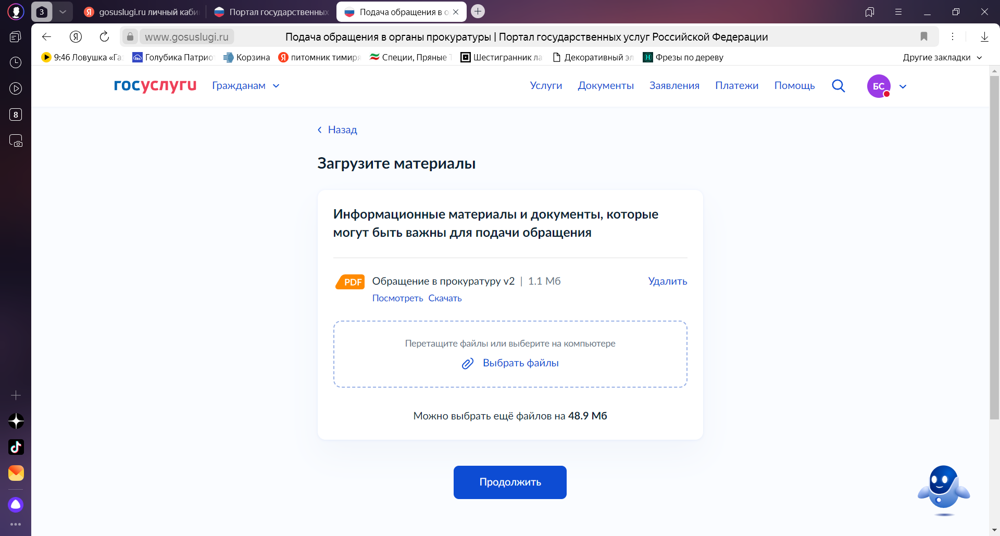 3
gosuslugi.ru личный каби
Портал государственных
Подача обращения в о
www.gosuslugi.ru
Подача обращения в органы прокуратуры | Портал государственных услуг Российской Федерации
9:46 Ловушка «Га
Голубика Патрио
Корзина
питомник тимиря
Специи, Пряные Т
Шестигранник ла
Декоративный эл
Фрезы по дереву
Другие закладки
8
госуслуги
Гражданам
Услуги
Документы
Заявления
Платежи
Помощь
БС
Назад
Загрузите материалы
Информационные материалы и документы, которые
могут быть важны для подачи обращения
PDF
Обращение в прокуратуру v2 | 1.1 Мб
Удалить
Посмотреть Скачать
Перетащите файлы или выберите на компьютере
Выбрать файлы
Можно выбрать ещё файлов на 48.9 Мб
Продолжить